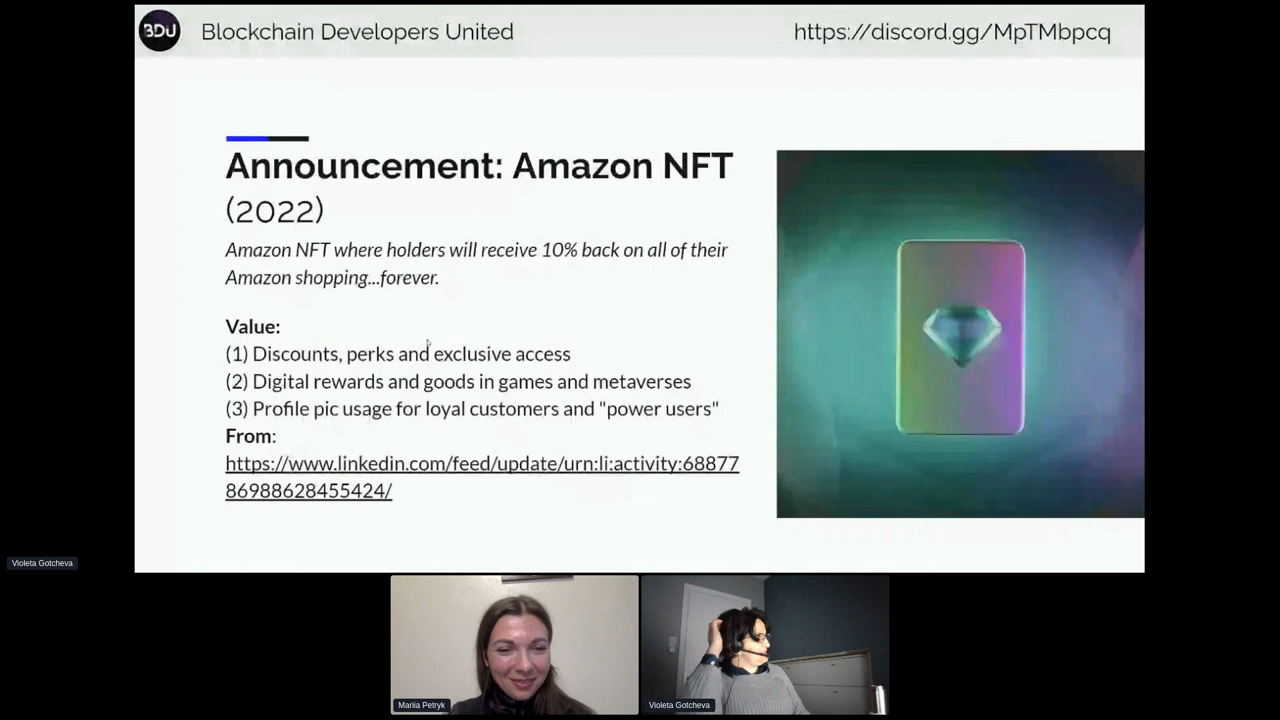 BDU
Blockchain Developers United
https://discord.gg/MpTMbpcq
Announcement: Amazon NFT
(2022)
Amazon NFT where holders will receive 10% back on all of their
Amazon shopping...forever.
Value:
(1) Discounts, perks and exclusive access
(2) Digital rewards and goods in games and metaverses
(3) Profile pic usage for loyal customers and "power users"
From:
https://www.linkedin.com/feed/update/urn:li:activity:68877
86988628455424/
Violeta Gotcheva
Mariia Petryk
Violeta Gotcheva